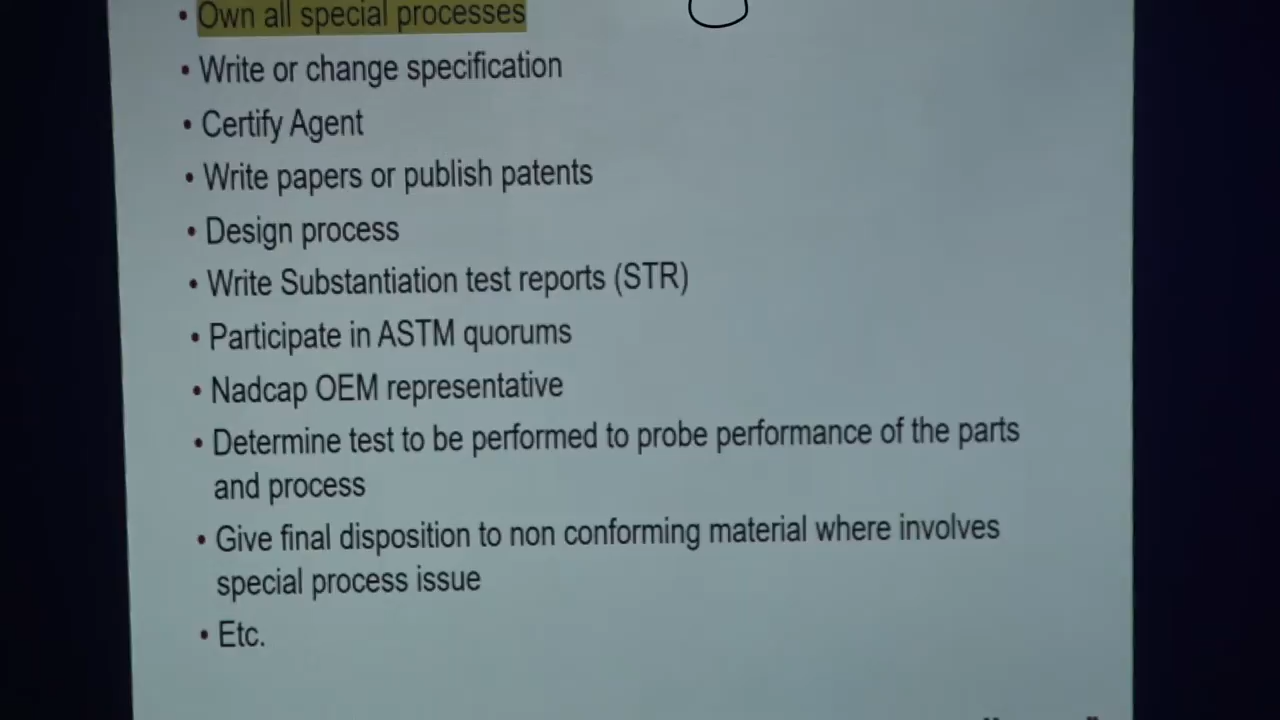 • Own all special processes
• Write or change specification
• Certify Agent
• Write papers or publish patents
• Design process
• Write Substantiation test reports (STR)
• Participate in ASTM quorums
• Nadcap OEM representative
• Determine test to be performed to probe performance of the parts
and process
• Give final disposition to non conforming material where involves
special process issue
• Etc.